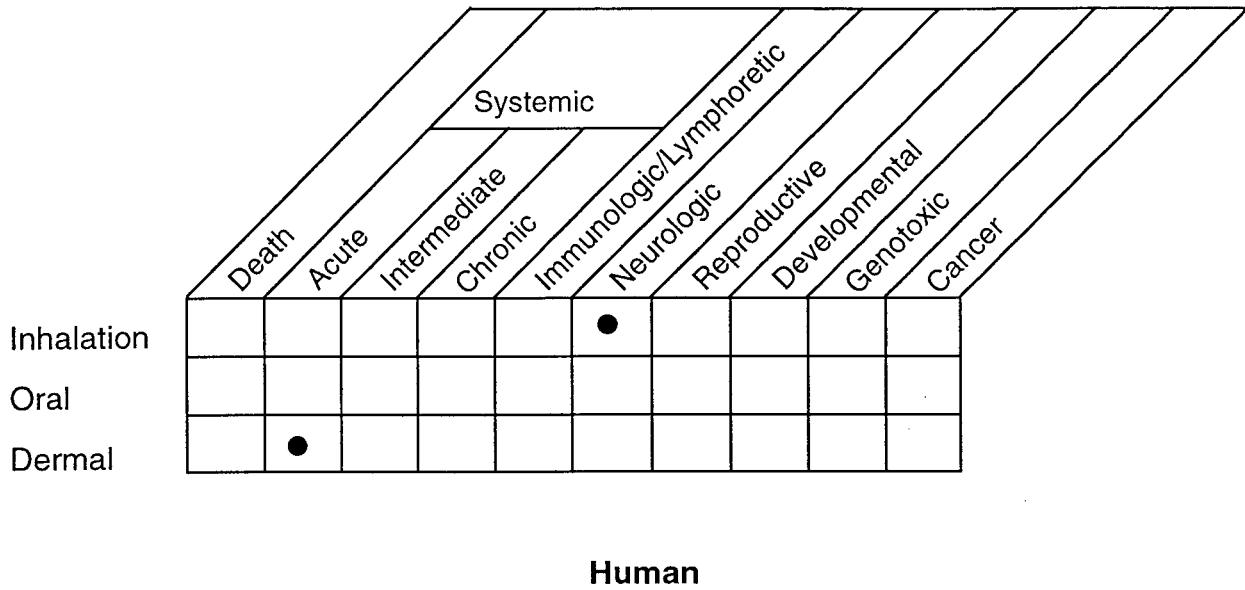 Systemic
Death
Acute
Intermediate
Chronic
Immunologic/Lymphoretic
Neurologic
Reproductive
Developmental
Genotoxic
Cancer
Inhalation
Oral
Dermal
Human